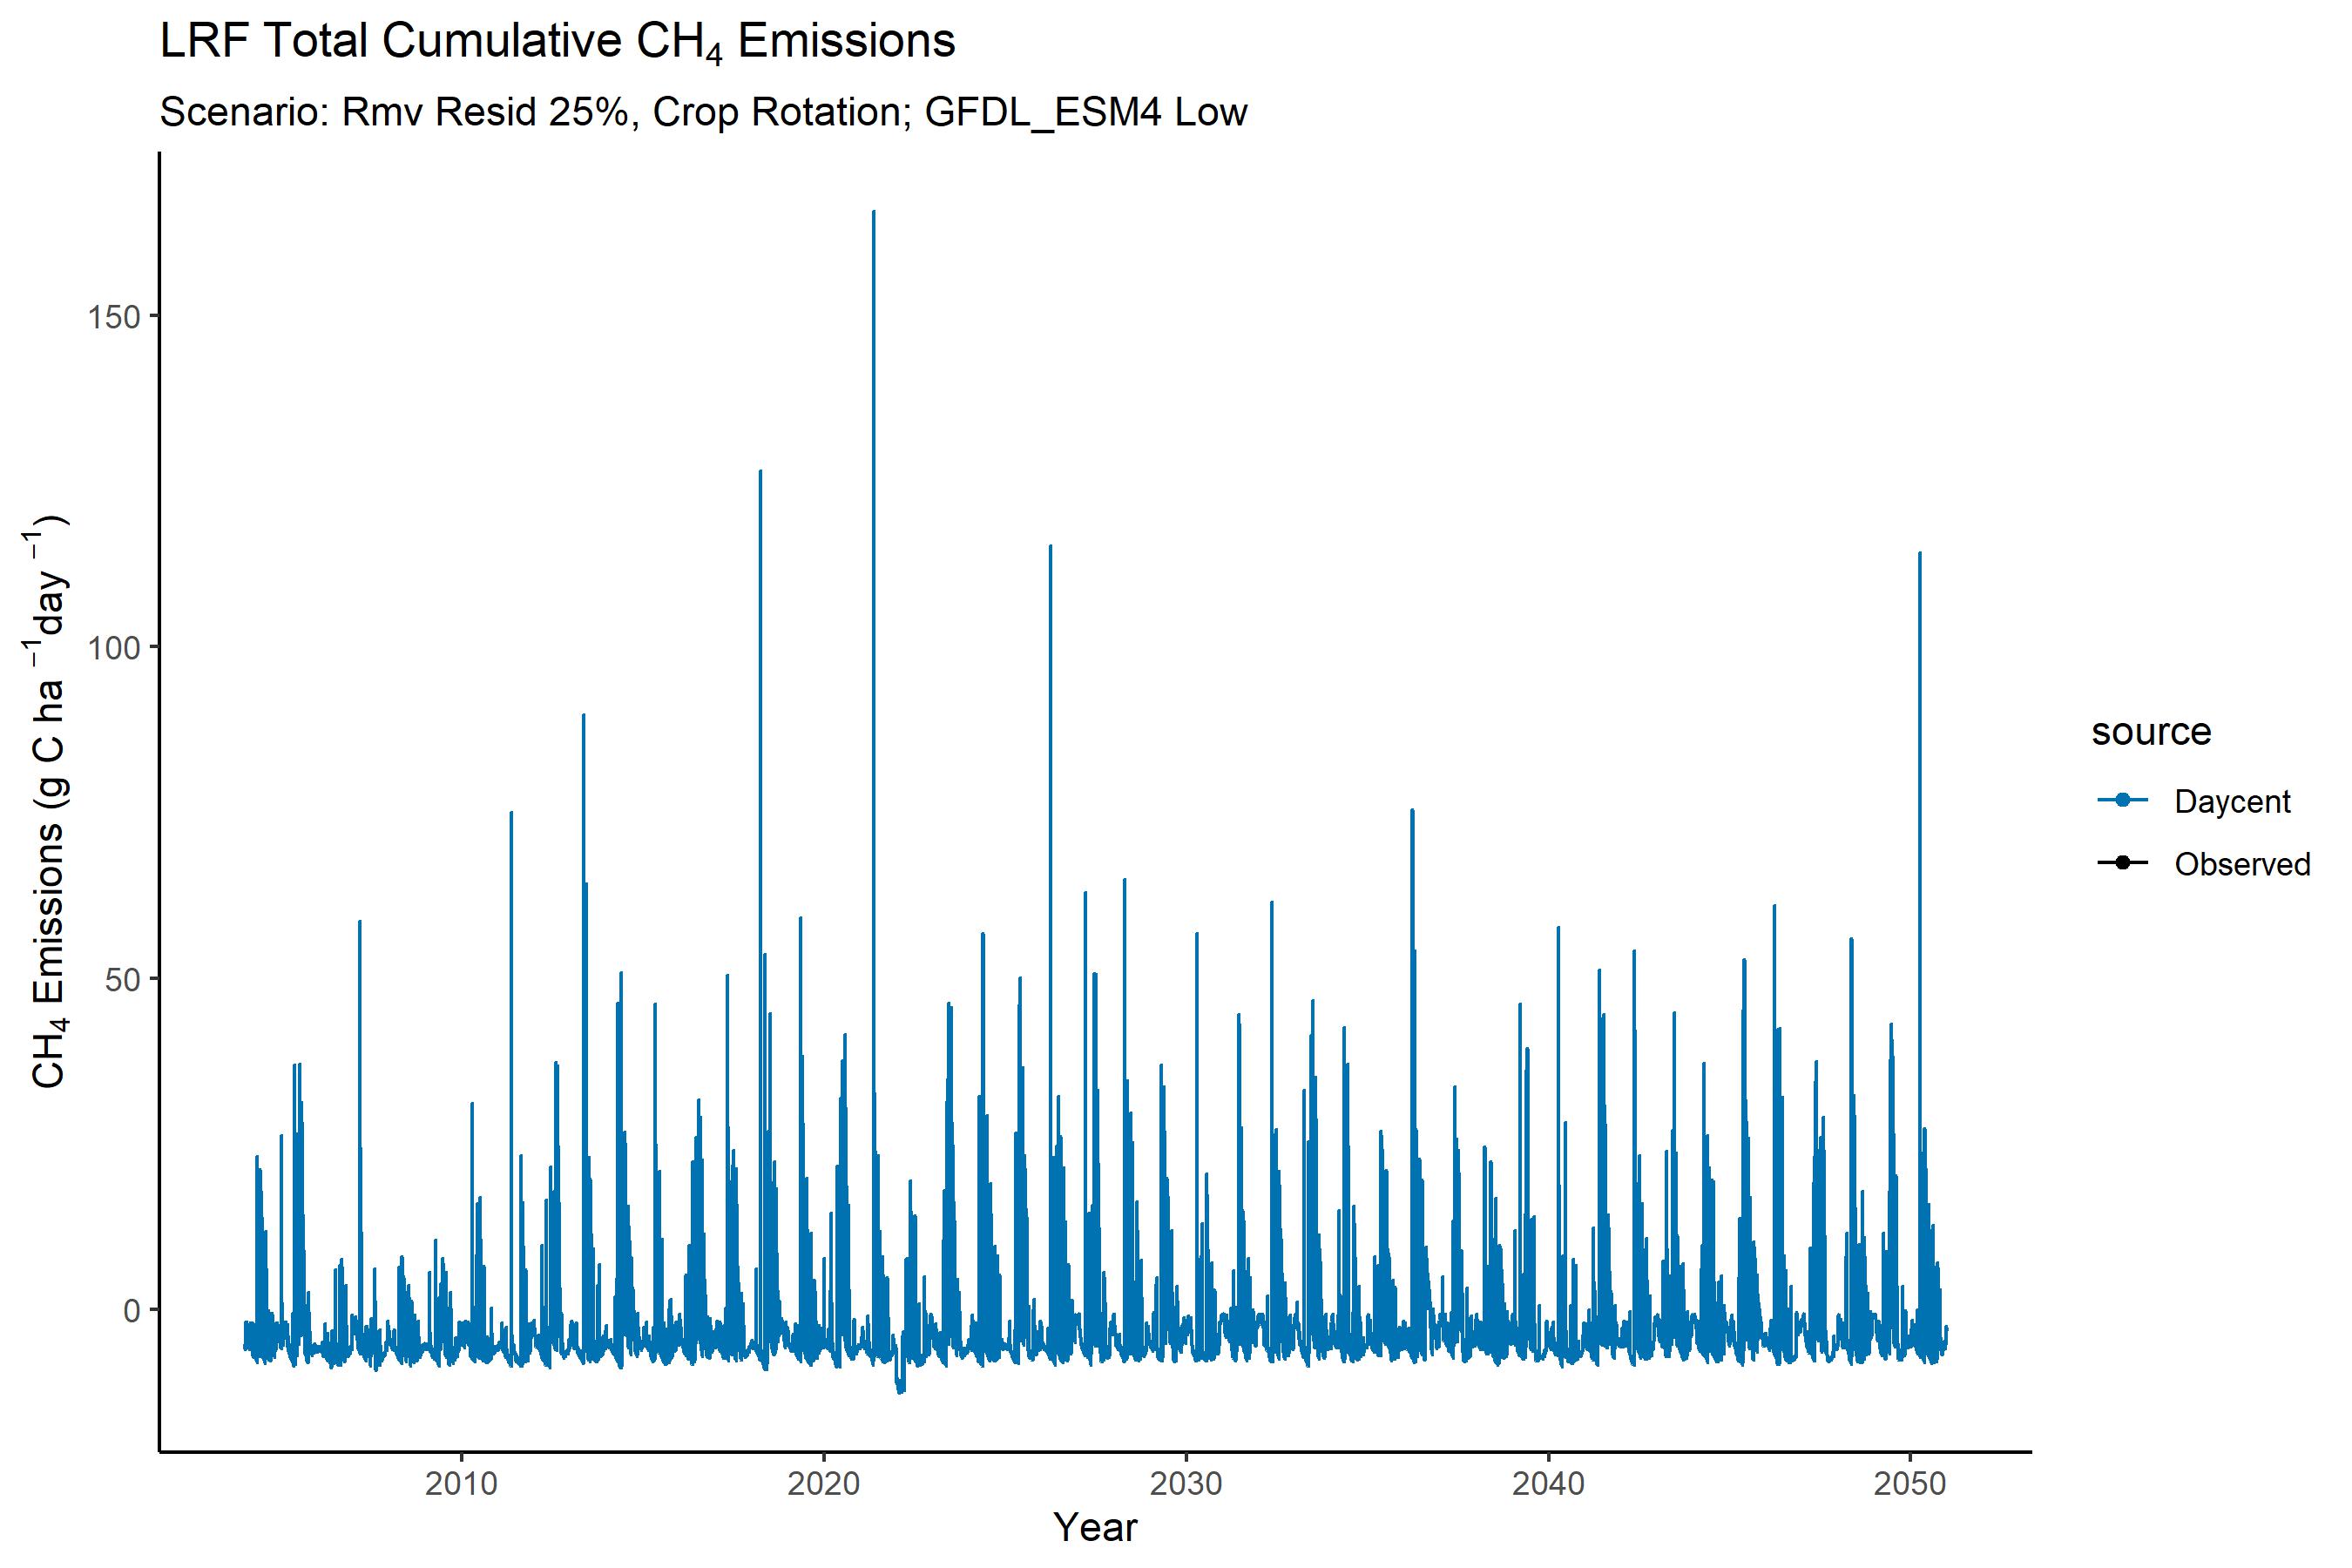 LRF Total Cumulative CH₄ Emissions
Scenario: Rmv Resid 25%, Crop Rotation; GFDL_ESM4 Low
CH₄ Emissions (g C ha ⁻¹day ⁻¹)
150
100
50
0
2010 2020 2030 2040 2050
Year
source
Daycent
Observed